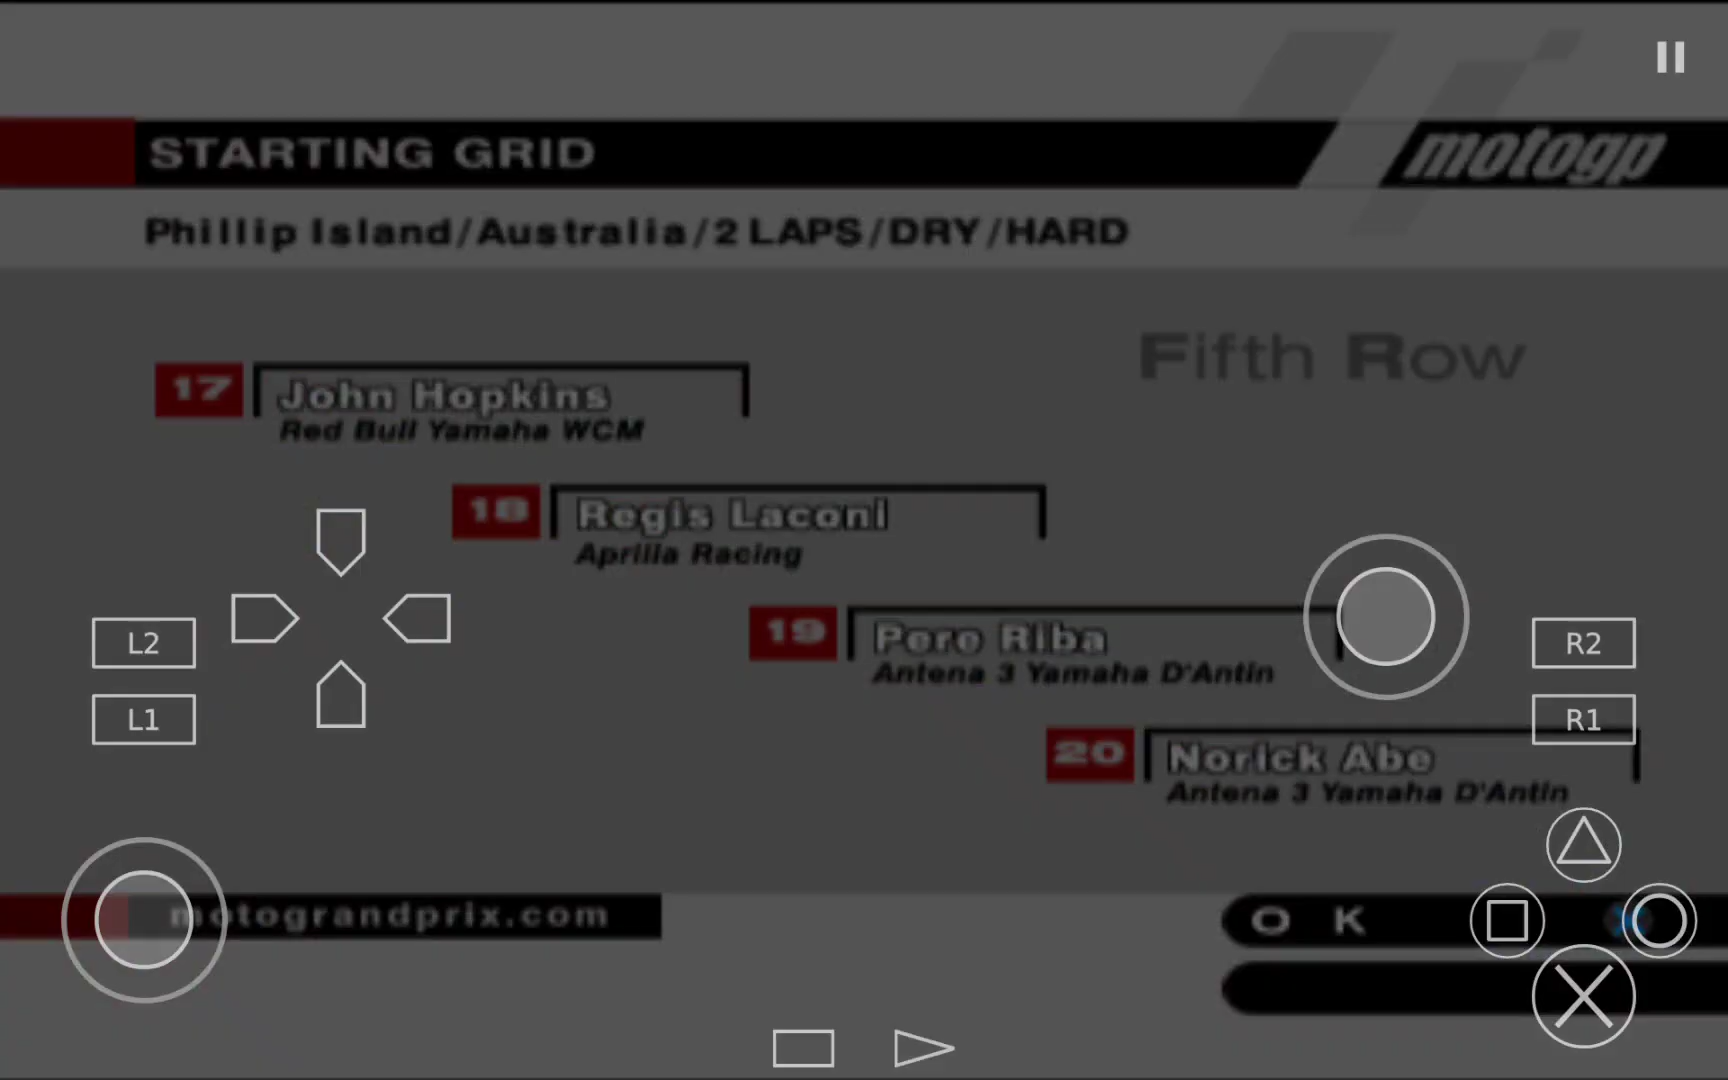 STARTING GRID
motogp
Phillip Island/Australia/2 LAPS/DRY/HARD
Fifth Row
17 John Hopkins
Red Bull Yamaha WCM
18 Regis Laconi
Aprilia Racing
19 Pere Riba
Antena 3 Yamaha D'Antin
20 Norick Abe
Antena 3 Yamaha D'Antin
L2
R2
L1
R1
motograndprix.com
OK